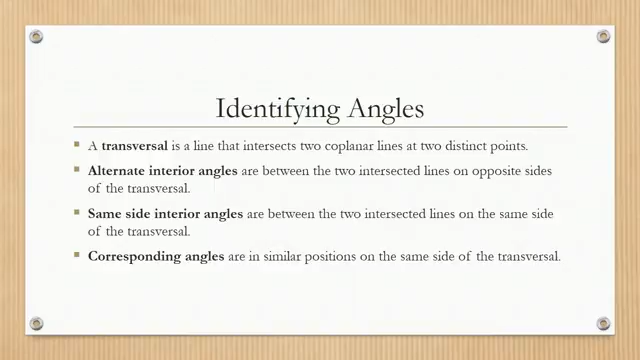 Identifying Angles
A transversal is a line that intersects two coplanar lines at two distinct points.
Alternate interior angles are between the two intersected lines on opposite sides
of the transversal.
Same side interior angles are between the two intersected lines on the same side
of the transversal.
Corresponding angles are in similar positions on the same side of the transversal.